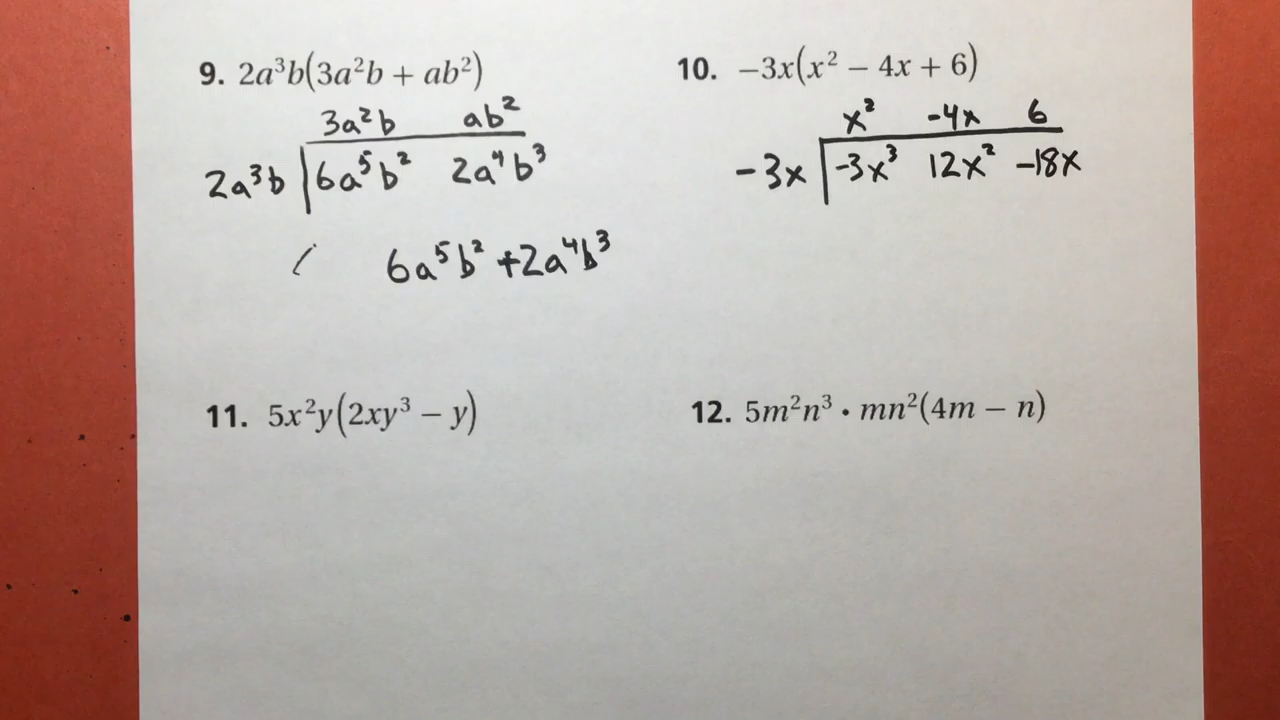 9. 2a³b(3a²b + ab²)
3a²b ab²
2a³b 6a⁵b² 2a⁴b³
6a⁵b² + 2a⁴b³
10. −3x(x² − 4x + 6)
x² -4x 6
-3x -3x³ 12x² -18x
11. 5x²y(2xy³ − y)
12. 5m²n³ · mn²(4m − n)